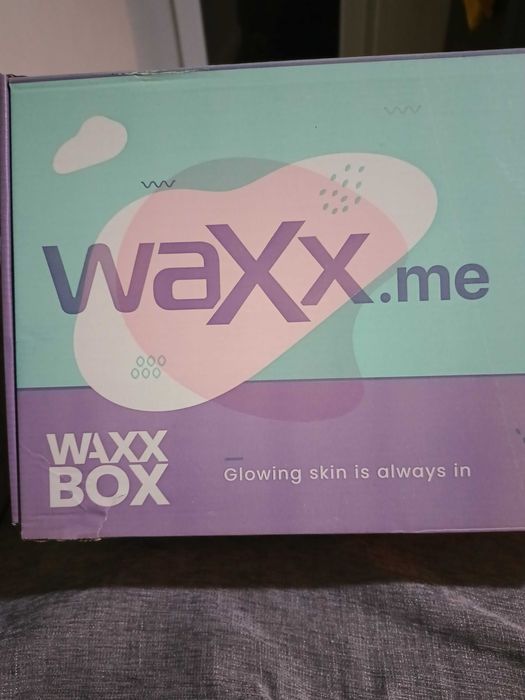 waxx.me
WAXX
BOX
Glowing skin is always in